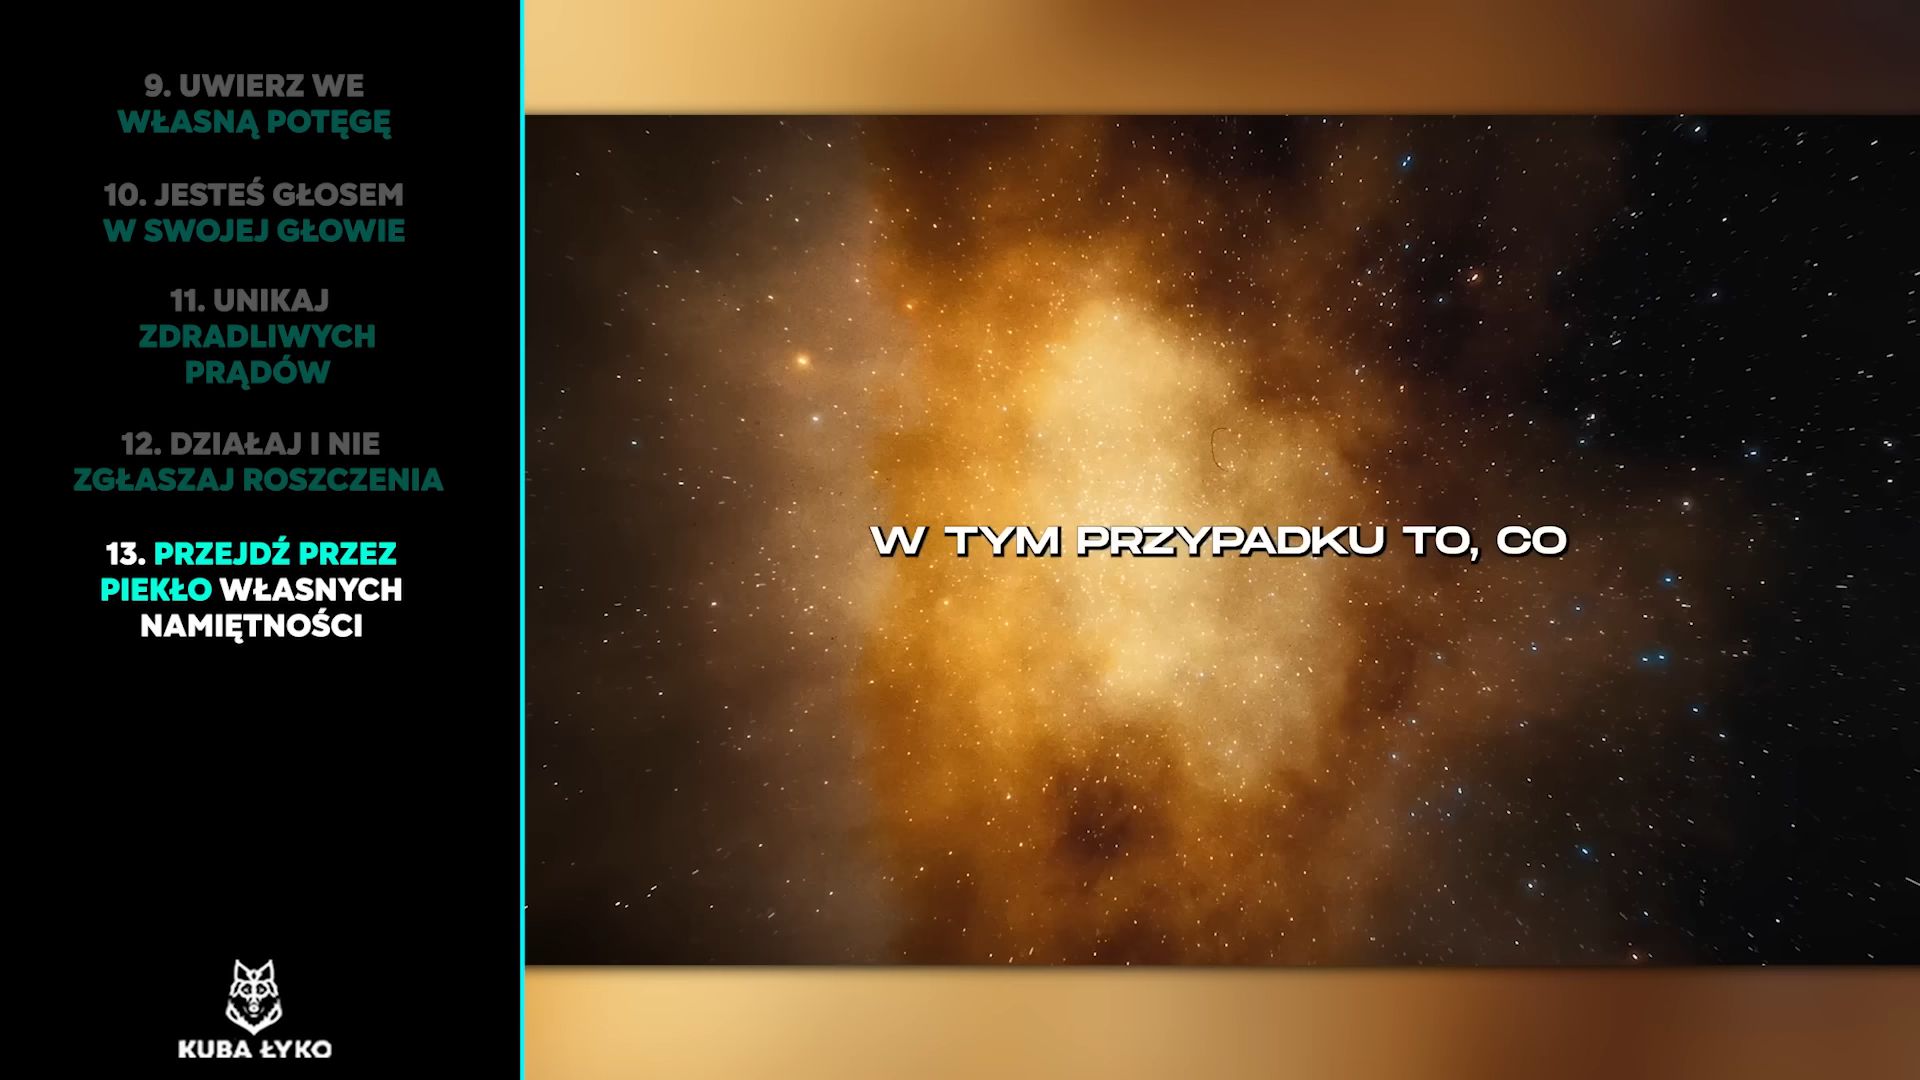 9. UWIERZ WE
WŁASNĄ POTĘGĘ
10. JESTEŚ GŁOSEM
W SWOJEJ GŁOWIE
11. UNIKAJ
ZDRADLIWYCH
PRĄDÓW
12. DZIAŁAJ I NIE
ZGŁASZAJ ROSZCZENIA
13. PRZEJDŹ PRZEZ
PIEKŁO WŁASNYCH
NAMIĘTNOŚCI
KUBA ŁYKO
W TYM PRZYPADKU TO, CO